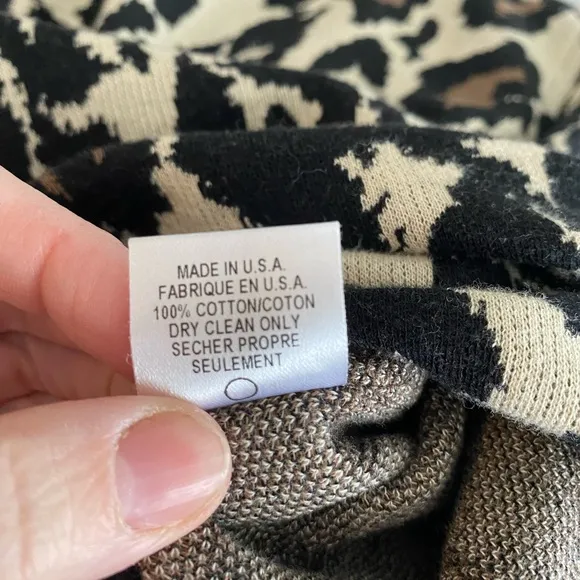 MADE IN U.S.A.
FABRIQUE EN U.S.A.
100% COTTON/COTON
DRY CLEAN ONLY
SECHER PROPRE
SEULEMENT